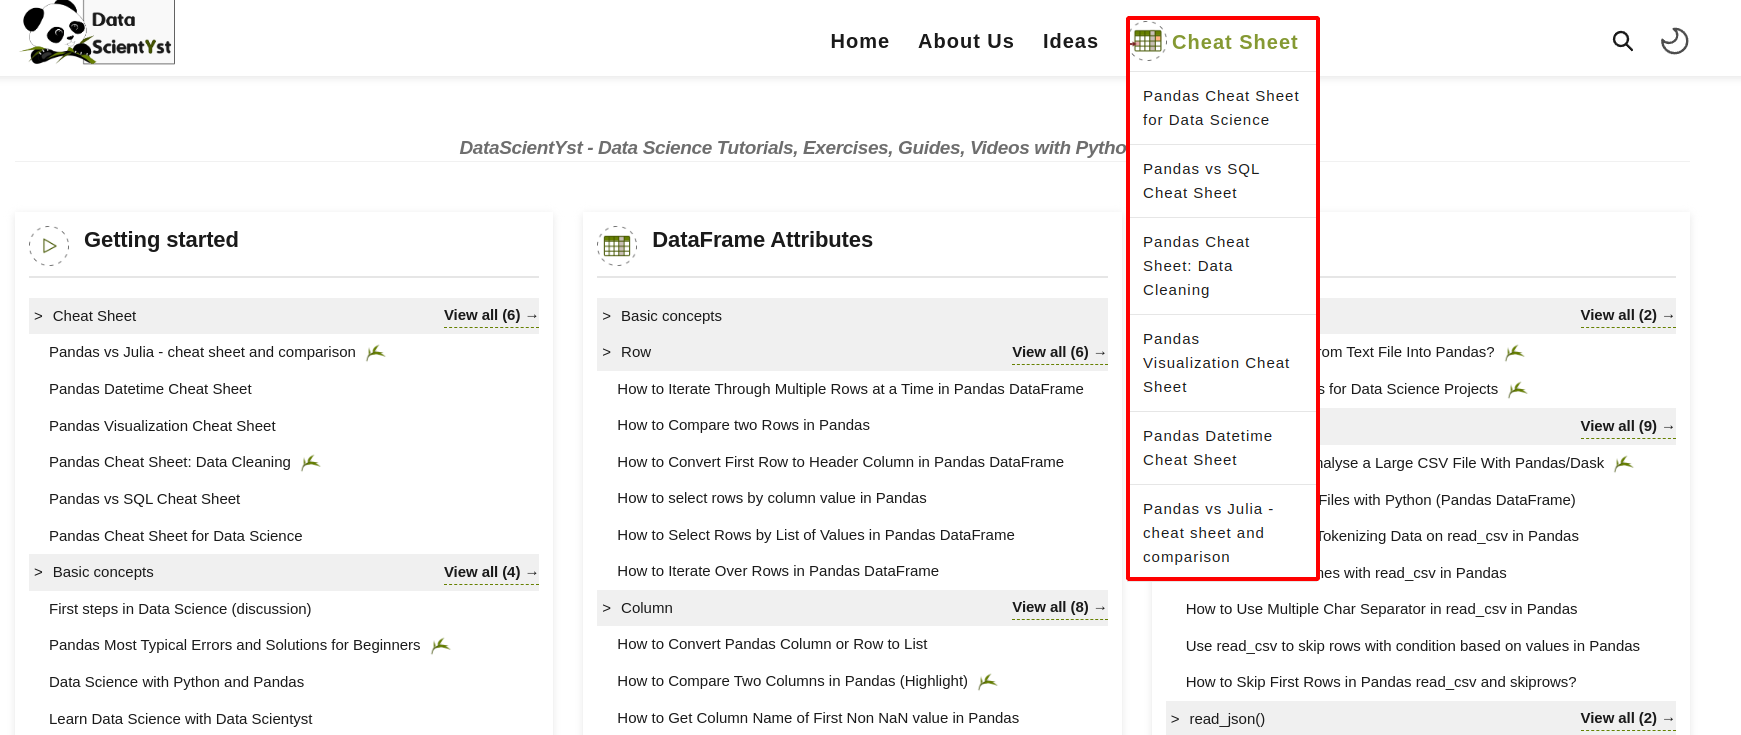 Data
ScientYst
Home
About Us
Ideas
Cheat Sheet
Pandas Cheat Sheet
for Data Science
Pandas vs SQL
Cheat Sheet
Pandas Cheat
Sheet: Data
Cleaning
Pandas
Visualization Cheat
Sheet
Pandas Datetime
Cheat Sheet
Pandas vs Julia -
cheat sheet and
comparison
DataScientYst - Data Science Tutorials, Exercises, Guides, Videos with Pytho
Getting started
> Cheat Sheet View all (6) →
Pandas vs Julia - cheat sheet and comparison
Pandas Datetime Cheat Sheet
Pandas Visualization Cheat Sheet
Pandas Cheat Sheet: Data Cleaning
Pandas vs SQL Cheat Sheet
Pandas Cheat Sheet for Data Science
> Basic concepts View all (4) →
First steps in Data Science (discussion)
Pandas Most Typical Errors and Solutions for Beginners
Data Science with Python and Pandas
Learn Data Science with Data Scientyst
DataFrame Attributes
> Basic concepts
> Row View all (6) →
How to Iterate Through Multiple Rows at a Time in Pandas DataFrame
How to Compare two Rows in Pandas
How to Convert First Row to Header Column in Pandas DataFrame
How to select rows by column value in Pandas
How to Select Rows by List of Values in Pandas DataFrame
How to Iterate Over Rows in Pandas DataFrame
> Column View all (8) →
How to Convert Pandas Column or Row to List
How to Compare Two Columns in Pandas (Highlight)
How to Get Column Name of First Non NaN value in Pandas
View all (2) →
om Text File Into Pandas?
s for Data Science Projects
View all (9) →
nalyse a Large CSV File With Pandas/Dask
Files with Python (Pandas DataFrame)
Tokenizing Data on read_csv in Pandas
nes with read_csv in Pandas
How to Use Multiple Char Separator in read_csv in Pandas
Use read_csv to skip rows with condition based on values in Pandas
How to Skip First Rows in Pandas read_csv and skiprows?
> read_json() View all (2) →